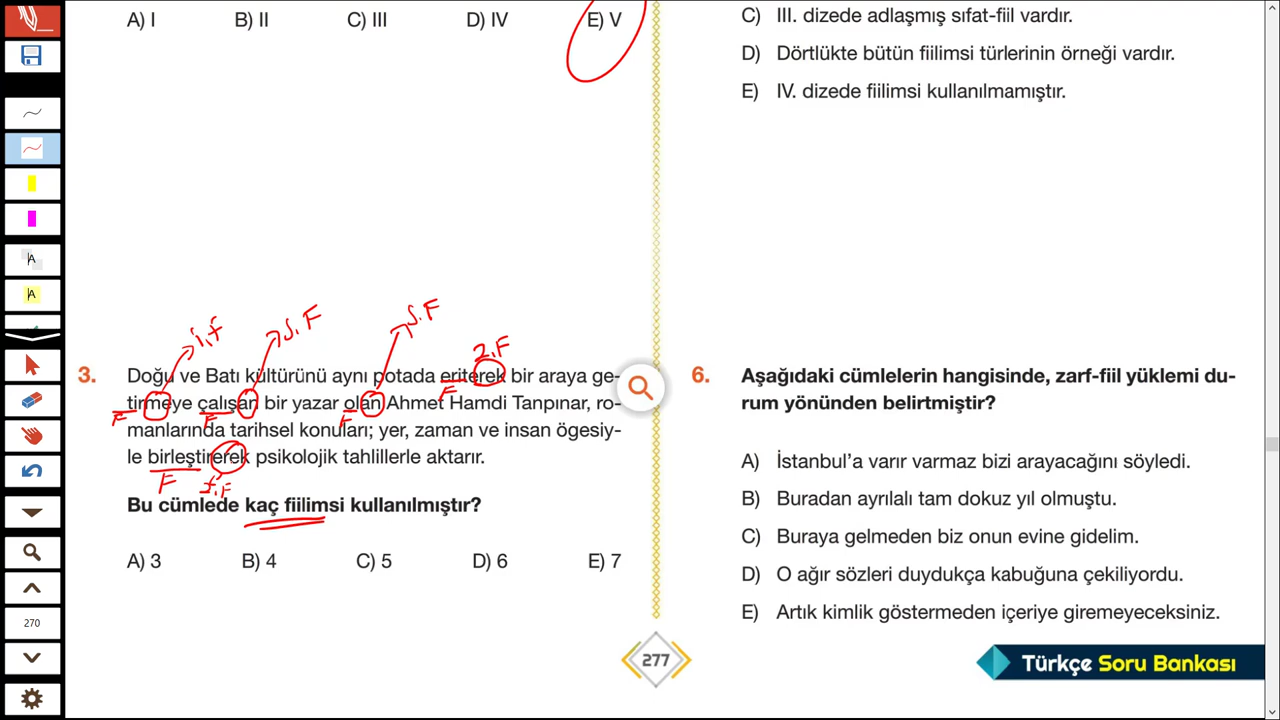 A) I B) II C) III D) IV E) V
i.f
S.F
S.F
Z.F
3. Doğu ve Batı kültürünü aynı potada eriterek bir araya ge-
F
tirmeye çalışan bir yazar olan Ahmet Hamdi Tanpınar, ro-
F F F
manlarında tarihsel konuları; yer, zaman ve insan ögesiy-
le birleştirerek psikolojik tahlillerle aktarır.
F z.F
Bu cümlede kaç fiilimsi kullanılmıştır?
A) 3 B) 4 C) 5 D) 6 E) 7
C) III. dizede adlaşmış sıfat-fiil vardır.
D) Dörtlükte bütün fiilimsi türlerinin örneği vardır.
E) IV. dizede fiilimsi kullanılmamıştır.
6. Aşağıdaki cümlelerin hangisinde, zarf-fiil yüklemi du-
rum yönünden belirtmiştir?
A) İstanbul’a varır varmaz bizi arayacağını söyledi.
B) Buradan ayrılalı tam dokuz yıl olmuştu.
C) Buraya gelmeden biz onun evine gidelim.
D) O ağır sözleri duydukça kabuğuna çekiliyordu.
E) Artık kimlik göstermeden içeriye giremeyeceksiniz.
277
Türkçe Soru Bankası
A
A
270